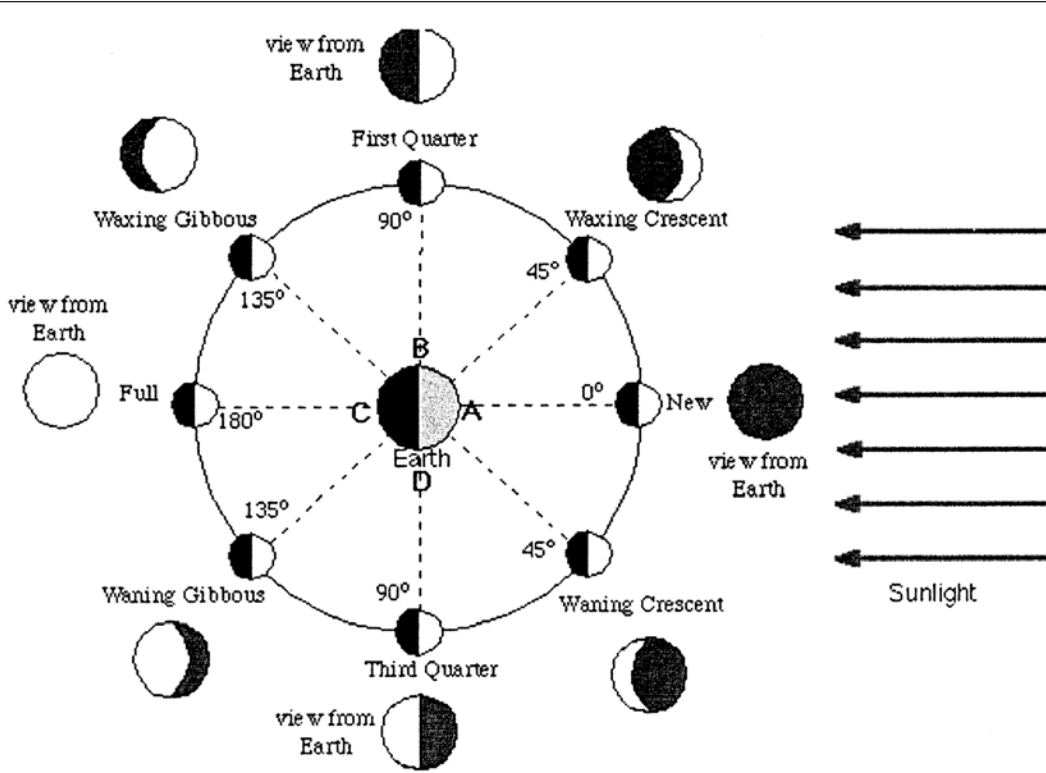 view from
Earth
First Quarter
90°
Waxing Gibbous
135°
Waxing Crescent
45°
view from
Earth
Full
180°
B
C
A
Earth
D
0°
New
view from
Earth
135°
Waning Gibbous
45°
Waning Crescent
90°
Third Quarter
view from
Earth
Sunlight